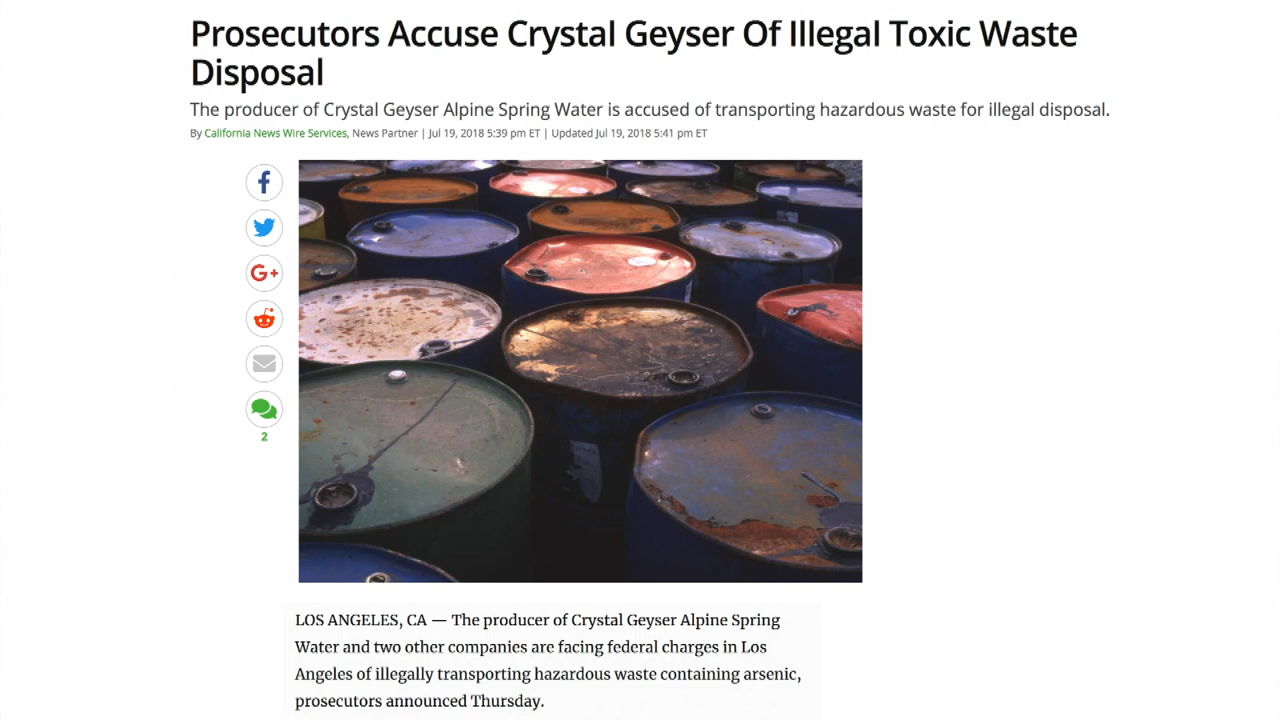 Prosecutors Accuse Crystal Geyser Of Illegal Toxic Waste
Disposal
The producer of Crystal Geyser Alpine Spring Water is accused of transporting hazardous waste for illegal disposal.
By California News Wire Services, News Partner | Jul 19, 2018 5:39 pm ET | Updated Jul 19, 2018 5:41 pm ET
G+
2
LOS ANGELES, CA — The producer of Crystal Geyser Alpine Spring
Water and two other companies are facing federal charges in Los
Angeles of illegally transporting hazardous waste containing arsenic,
prosecutors announced Thursday.